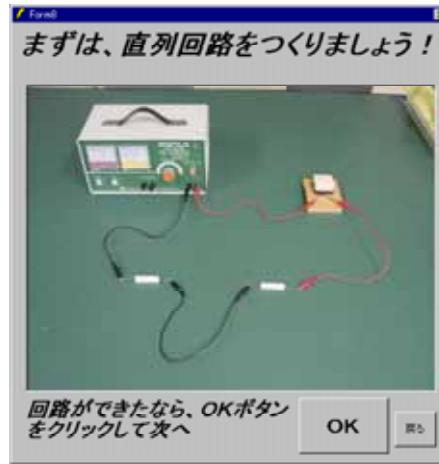 Form8
まずは、直列回路をつくりましょう！
回路ができたなら、OKボタン
をクリックして次へ
OK
戻る